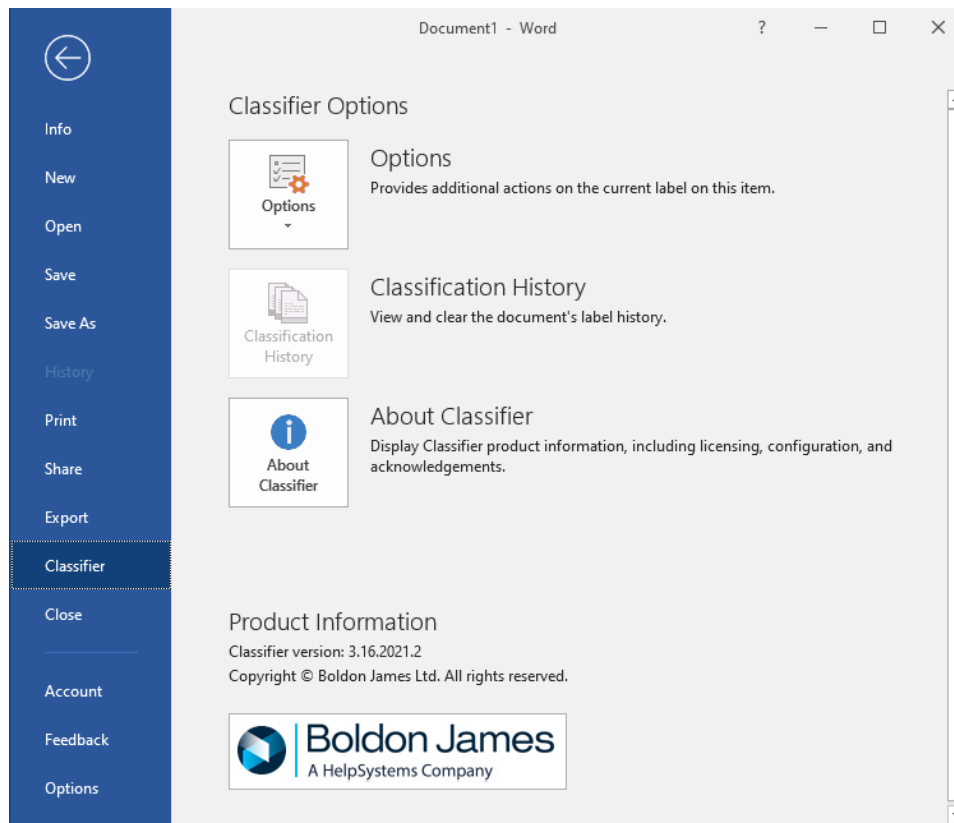 Document1 - Word
?
Info
New
Open
Save
Save As
History
Print
Share
Export
Classifier
Close
Account
Feedback
Options
Classifier Options
Options
Options
Provides additional actions on the current label on this item.
Classification
History
Classification History
View and clear the document's label history.
About
Classifier
About Classifier
Display Classifier product information, including licensing, configuration, and
acknowledgements.
Product Information
Classifier version: 3.16.2021.2
Copyright © Boldon James Ltd. All rights reserved.
Boldon James
A HelpSystems Company